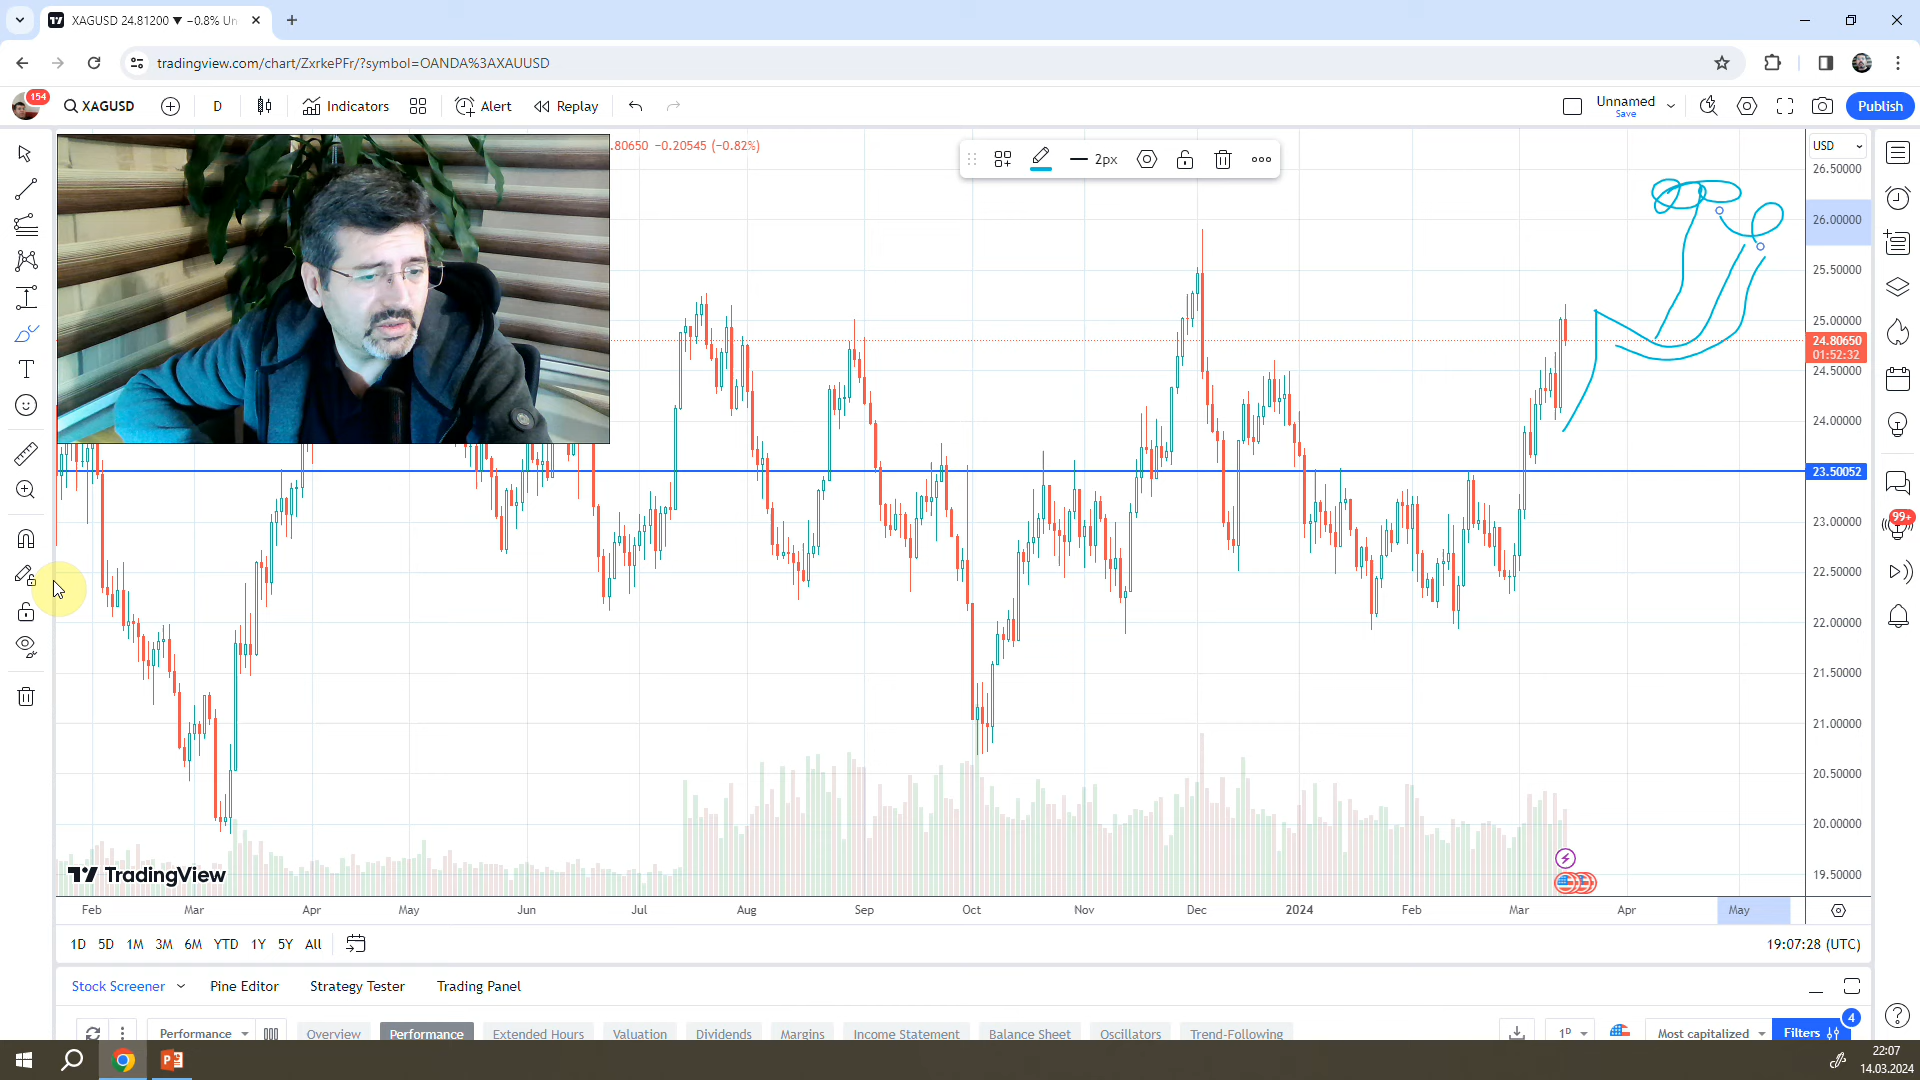 XAGUSD 24.81200 ▼ −0.8% Un
tradingview.com/chart/ZxrkePFr/?symbol=OANDA%3AXAUUSD
154
XAGUSD
D
Indicators
Alert
Replay
Unnamed
Save
Publish
.80650 −0.20545 (−0.82%)
2px
USD
26.50000
26.00000
25.50000
25.00000
24.80650
01:52:32
24.50000
24.00000
23.50052
23.00000
22.50000
22.00000
21.50000
21.00000
20.50000
20.00000
19.50000
99+
TradingView
Feb Mar Apr May Jun Jul Aug Sep Oct Nov Dec 2024 Feb Mar Apr May
1D 5D 1M 3M 6M YTD 1Y 5Y All
19:07:28 (UTC)
Stock Screener Pine Editor Strategy Tester Trading Panel
4
Performance Overview Performance Extended Hours Valuation Dividends Margins Income Statement Balance Sheet Oscillators Trend-Following
1D Most capitalized Filters
22:07
14.03.2024